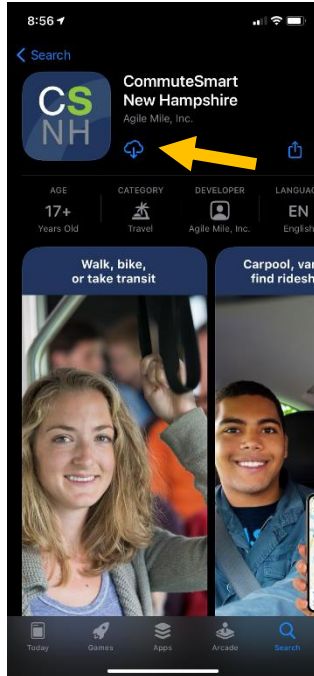 8:56
Search
CS
NH
CommuteSmart
New Hampshire
Agile Mile, Inc.
AGE
CATEGORY
DEVELOPER
LANGUAG
17+
EN
Years Old
Travel
Agile Mile, Inc.
English
Walk, bike,
or take transit
Carpool, van
find ridesh
Today
Games
Apps
Arcade
Search